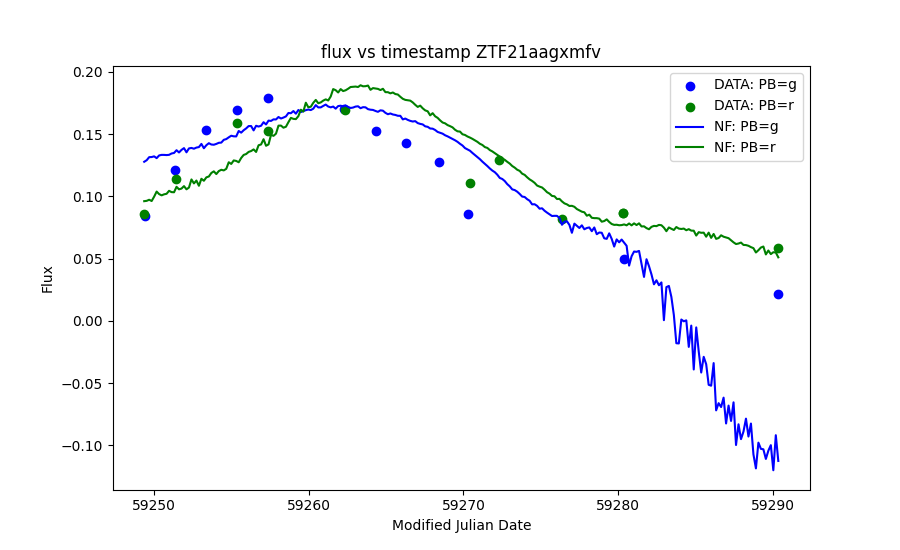 flux vs timestamp ZTF21aagxmfv
DATA: PB=g
DATA: PB=r
NF: PB=g
NF: PB=r
0.20
0.15
0.10
0.05
0.00
−0.05
−0.10
Flux
59250
59260
59270
59280
59290
Modified Julian Date